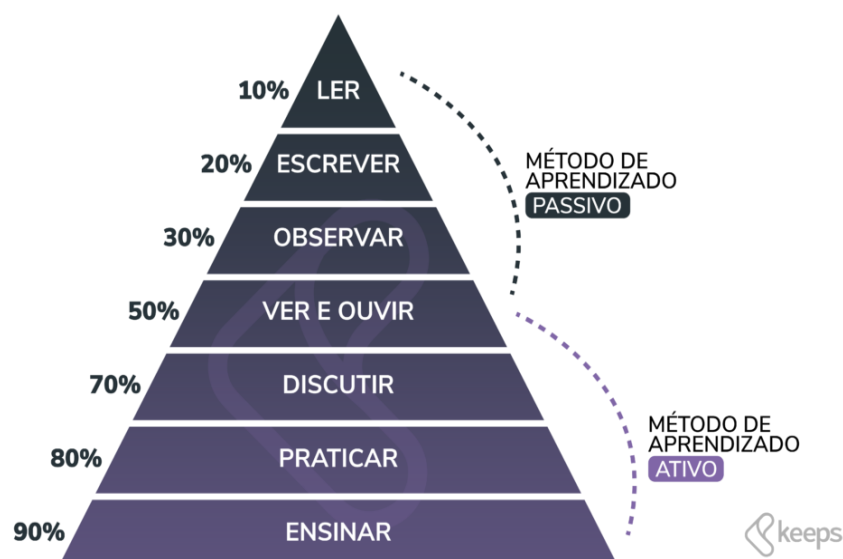 10% LER
20% ESCREVER
30% OBSERVAR
50% VER E OUVIR
70% DISCUTIR
80% PRATICAR
90% ENSINAR
MÉTODO DE
APRENDIZADO
PASSIVO
MÉTODO DE
APRENDIZADO
ATIVO
keeps